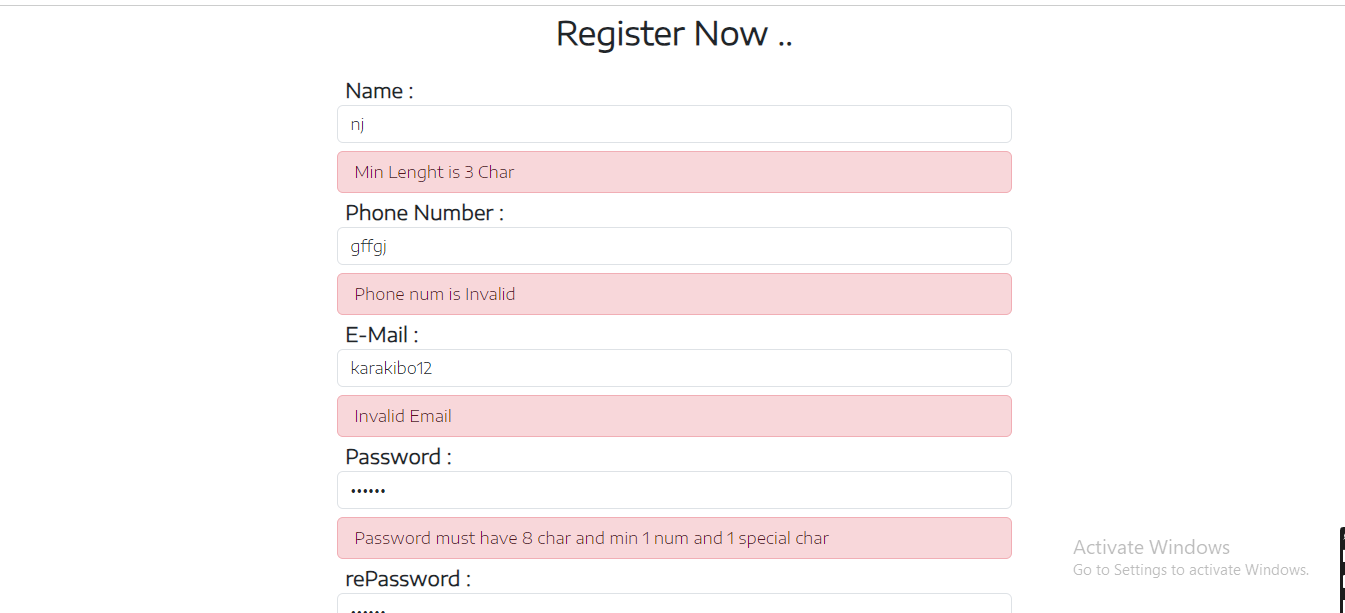 Register Now ..
Name :
nj
Min Lenght is 3 Char
Phone Number :
gffgj
Phone num is Invalid
E-Mail :
karakibo12
Invalid Email
Password :
••••••
Password must have 8 char and min 1 num and 1 special char
rePassword :
••••••
Activate Windows
Go to Settings to activate Windows.